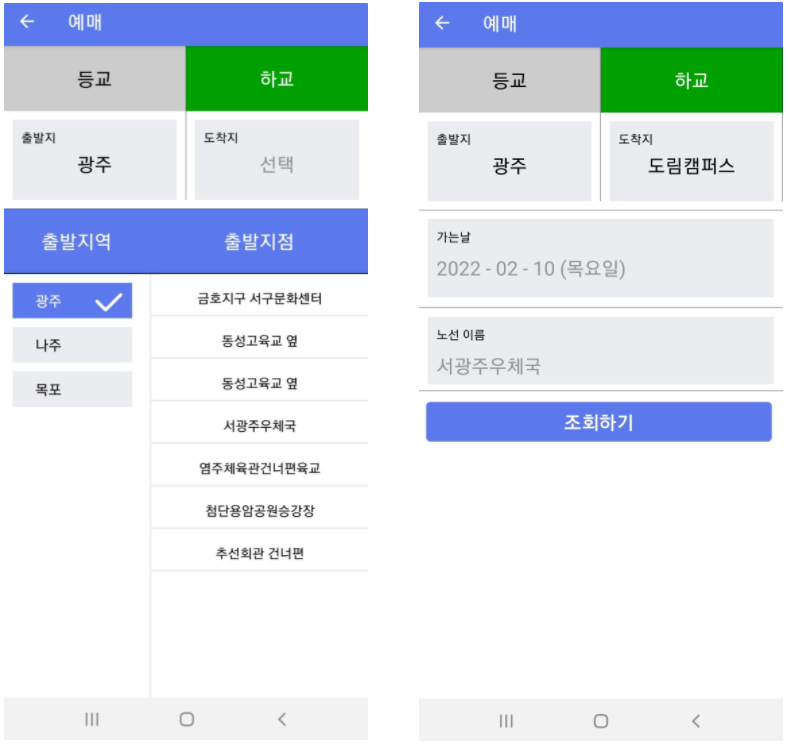 예매
등교
하교
출발지
광주
도착지
선택
출발지역
출발지점
광주
나주
목포
금호지구 서구문화센터
동성고육교 옆
동성고육교 옆
서광주우체국
염주체육관건너편육교
첨단용암공원승강장
추선회관 건너편
예매
등교
하교
출발지
광주
도착지
도림캠퍼스
가는날
2022 - 02 - 10 (목요일)
노선 이름
서광주우체국
조회하기